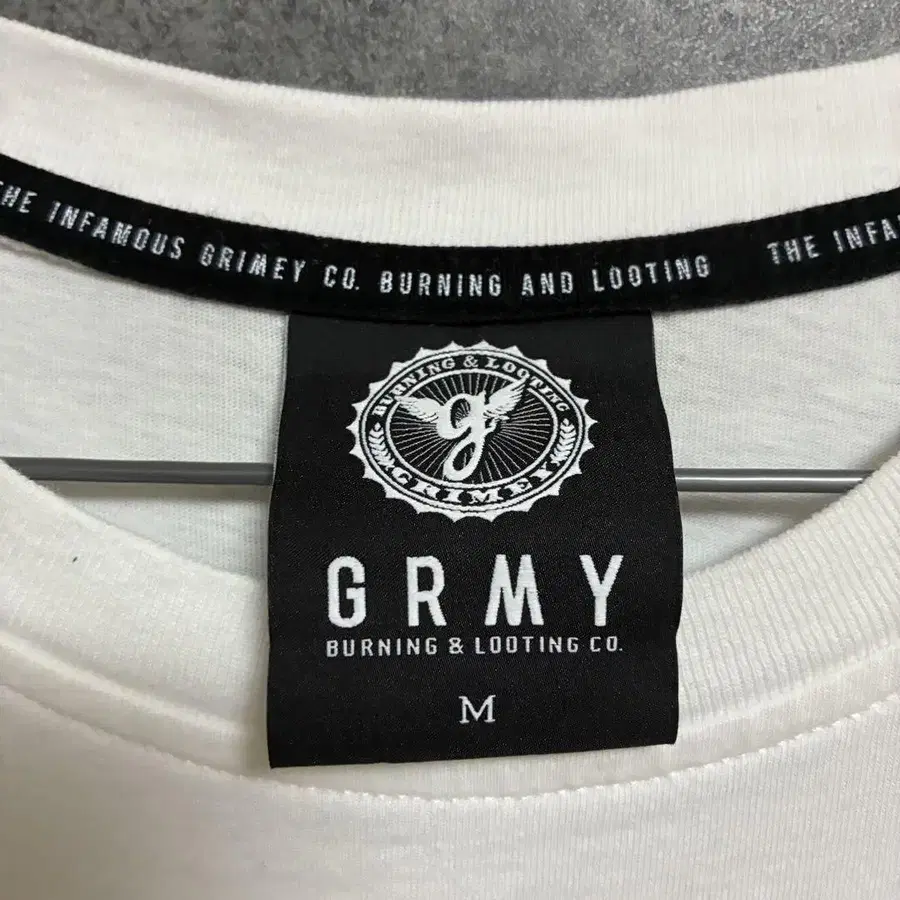 THE INFAMOUS GRIMEY CO. BURNING AND LOOTING THE INFA
BURNING & LOOTING
g
GRIMEY
GRMY
BURNING & LOOTING CO.
M